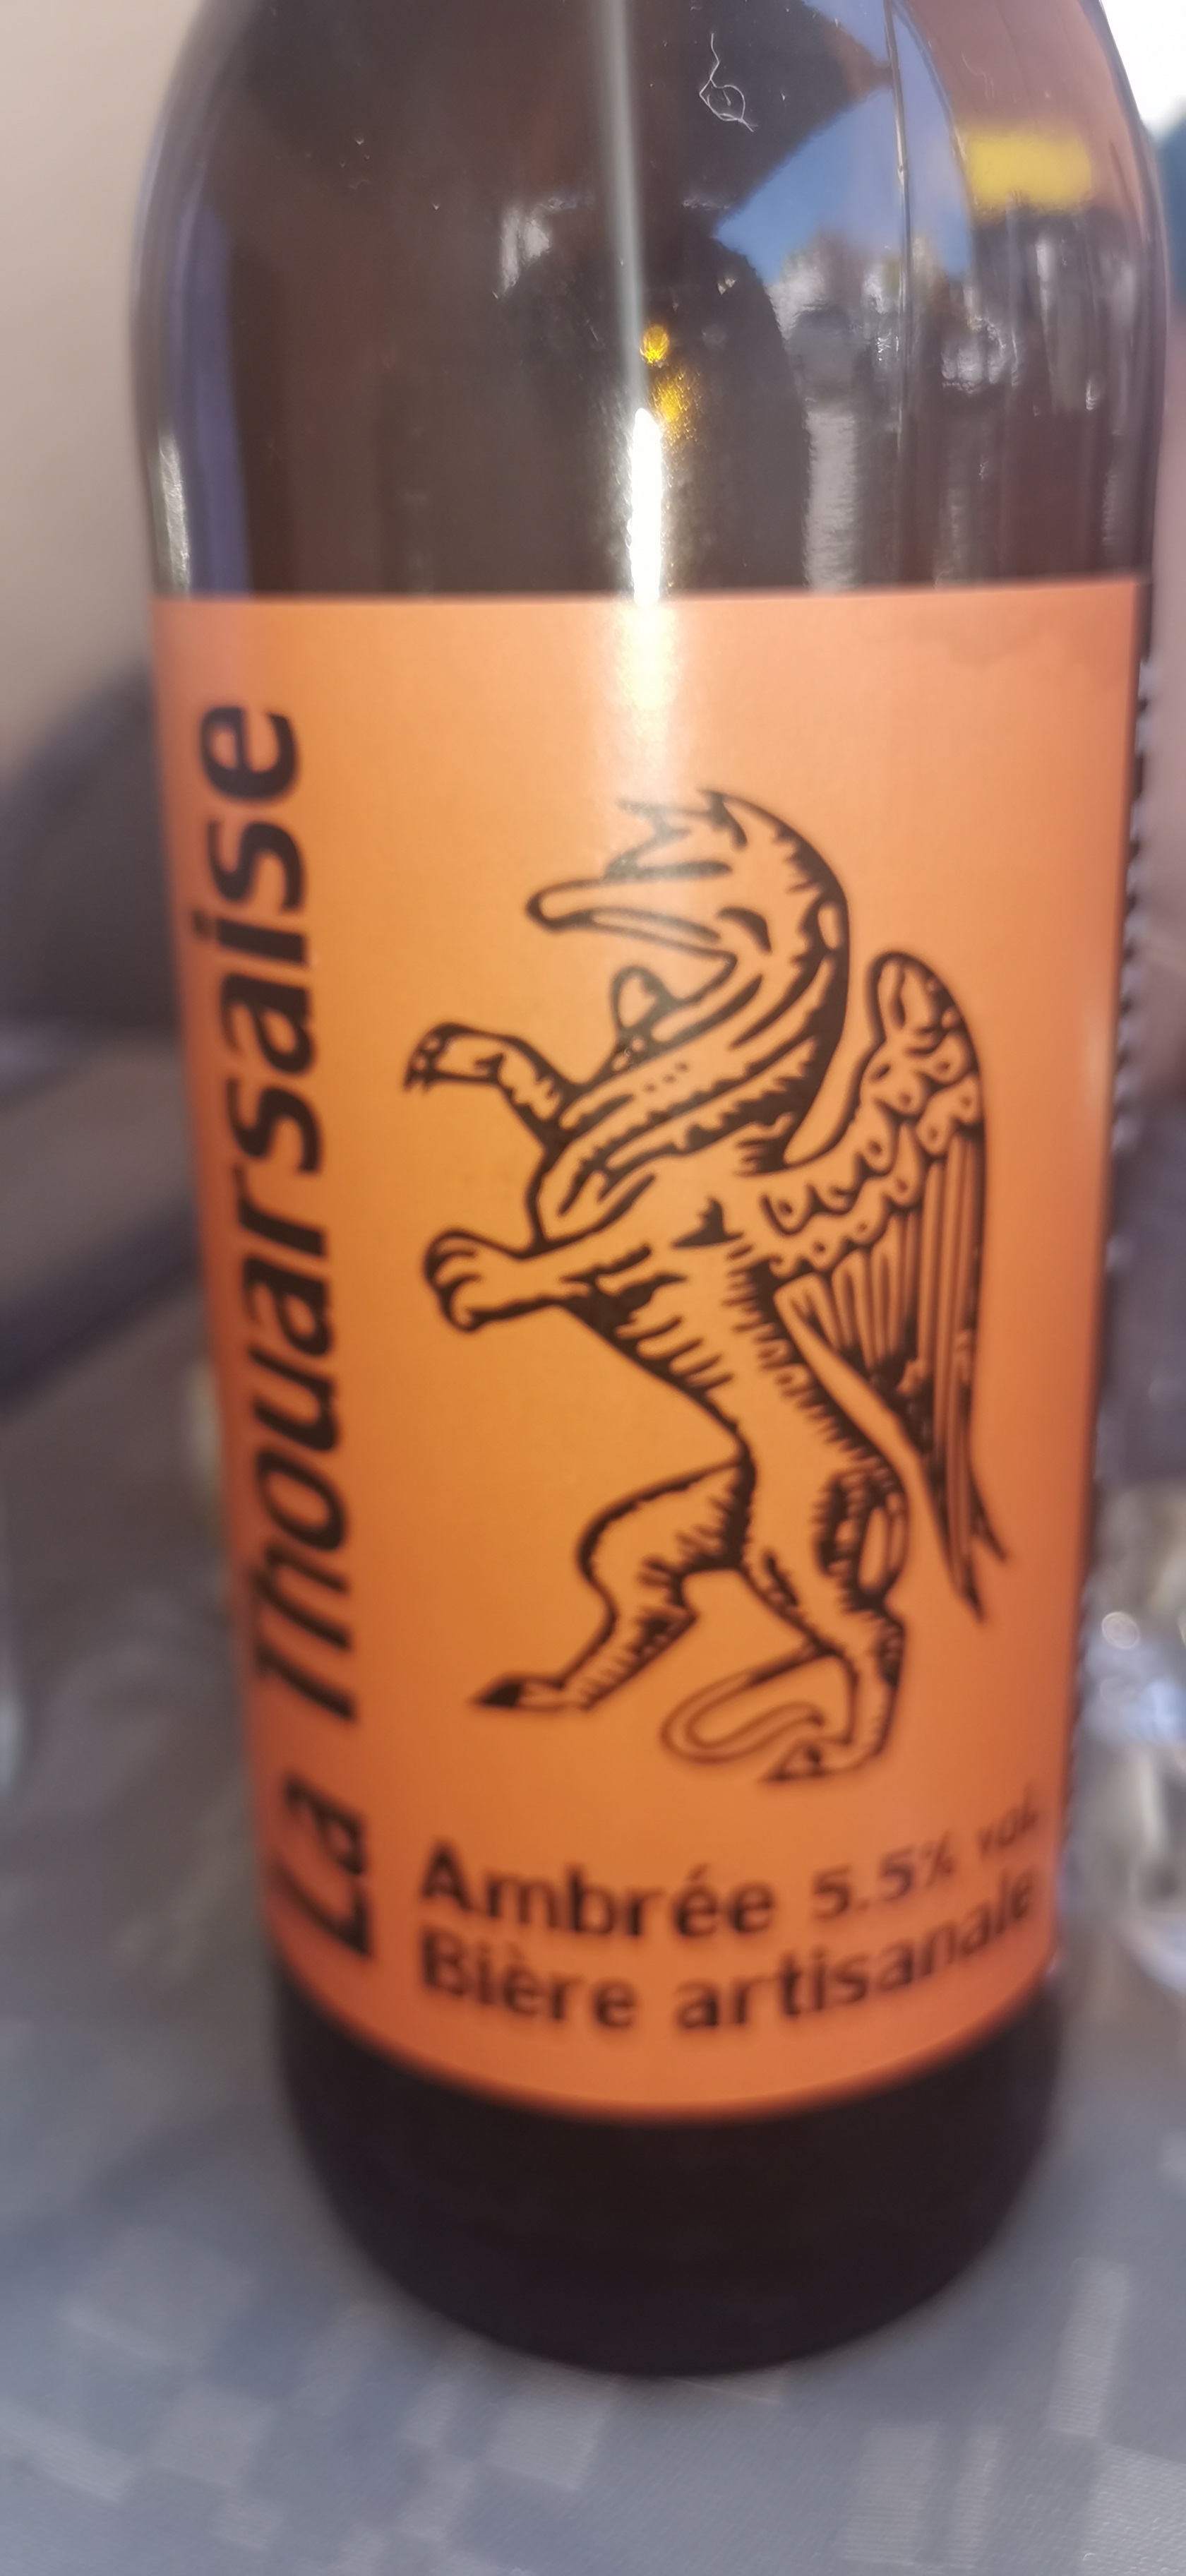 La Thouarsaise
Ambrée 5.5% vol.
Bière artisanale